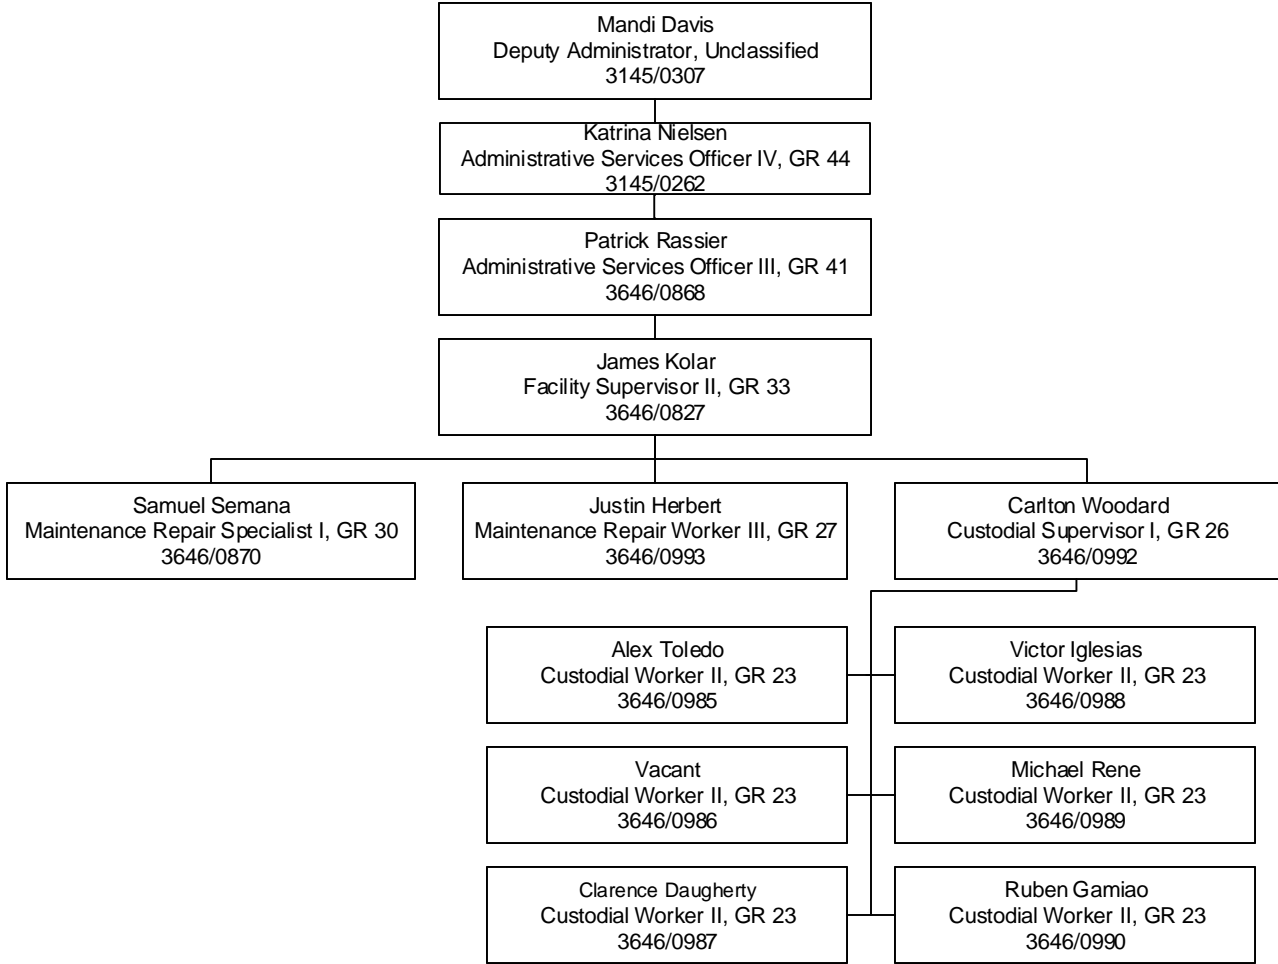 Mandi Davis
Deputy Administrator, Unclassified
3145/0307
Katrina Nielsen
Administrative Services Officer IV, GR 44
3145/0262
Patrick Rassier
Administrative Services Officer III, GR 41
3646/0868
James Kolar
Facility Supervisor II, GR 33
3646/0827
Samuel Semana
Maintenance Repair Specialist I, GR 30
3646/0870
Justin Herbert
Maintenance Repair Worker III, GR 27
3646/0993
Carlton Woodard
Custodial Supervisor I, GR 26
3646/0992
Alex Toledo
Custodial Worker II, GR 23
3646/0985
Victor Iglesias
Custodial Worker II, GR 23
3646/0988
Vacant
Custodial Worker II, GR 23
3646/0986
Michael Rene
Custodial Worker II, GR 23
3646/0989
Clarence Daugherty
Custodial Worker II, GR 23
3646/0987
Ruben Gamiao
Custodial Worker II, GR 23
3646/0990